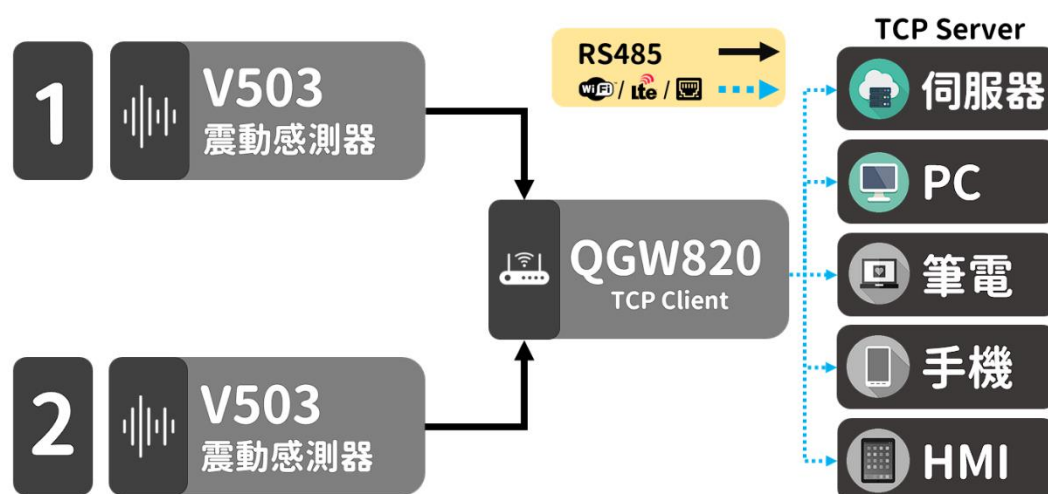 1
V503
震動感測器
2
V503
震動感測器
RS485
WiFi / Lte /
QGW820
TCP Client
TCP Server
伺服器
PC
筆電
手機
HMI